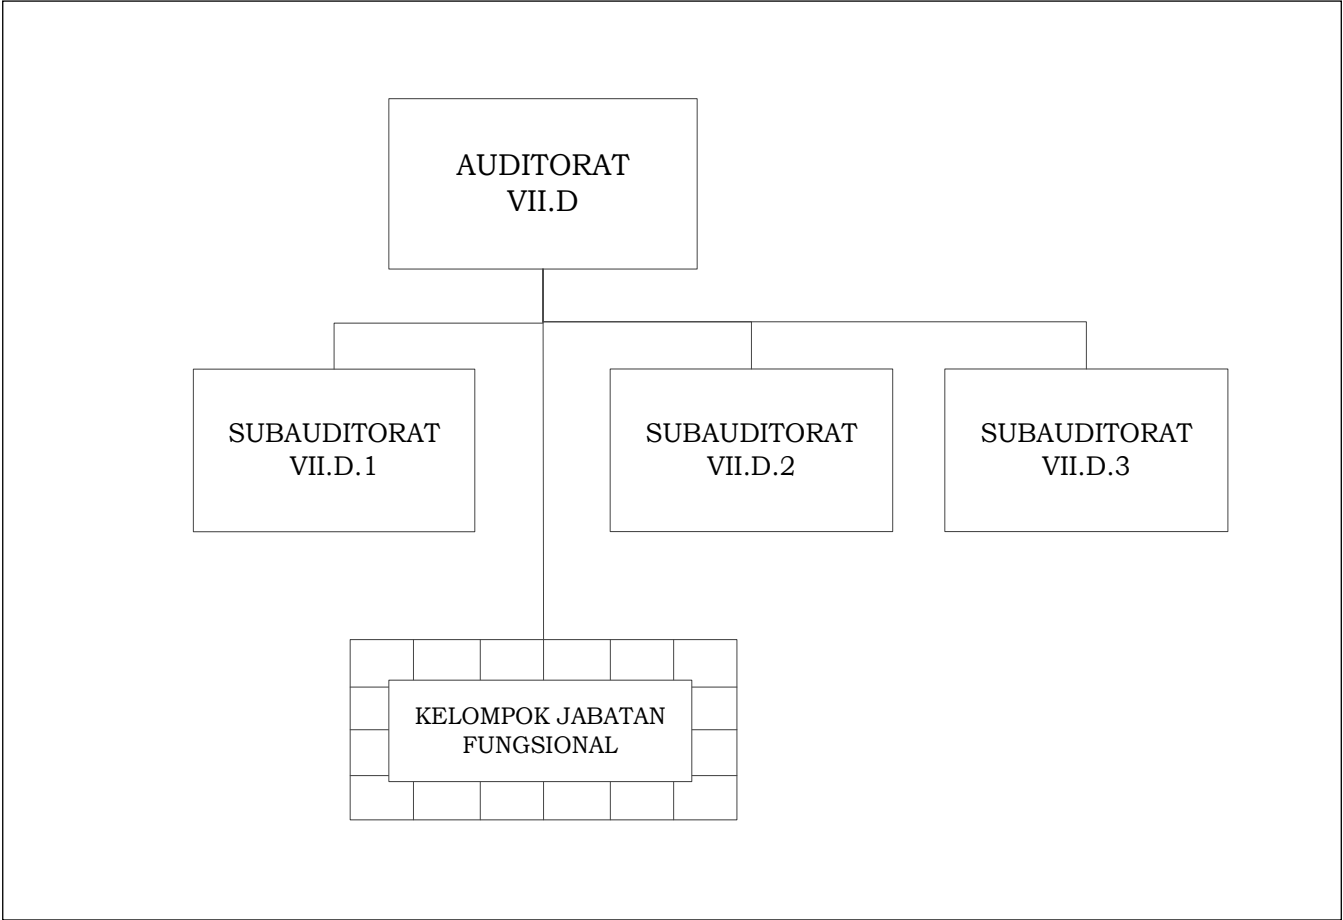 AUDITORAT
VII.D
SUBAUDITORAT
VII.D.1
SUBAUDITORAT
VII.D.2
SUBAUDITORAT
VII.D.3
KELOMPOK JABATAN
FUNGSIONAL